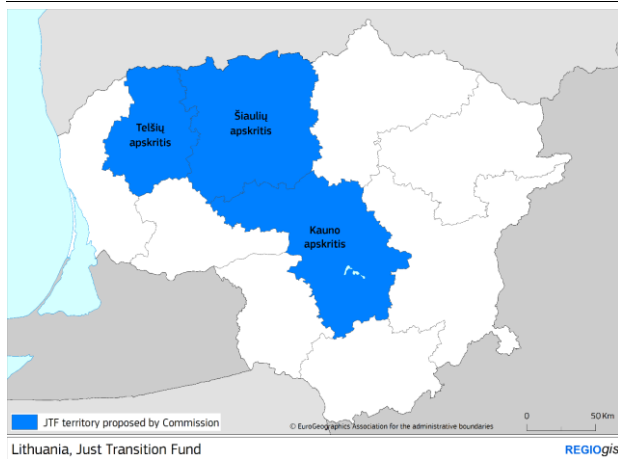 Telšių
apskritis
Šiaulių
apskritis
Kauno
apskritis
JTF territory proposed by Commission
© EuroGeographics Association for the administrative boundaries
0 50 Km
Lithuania, Just Transition Fund
REGIOgis